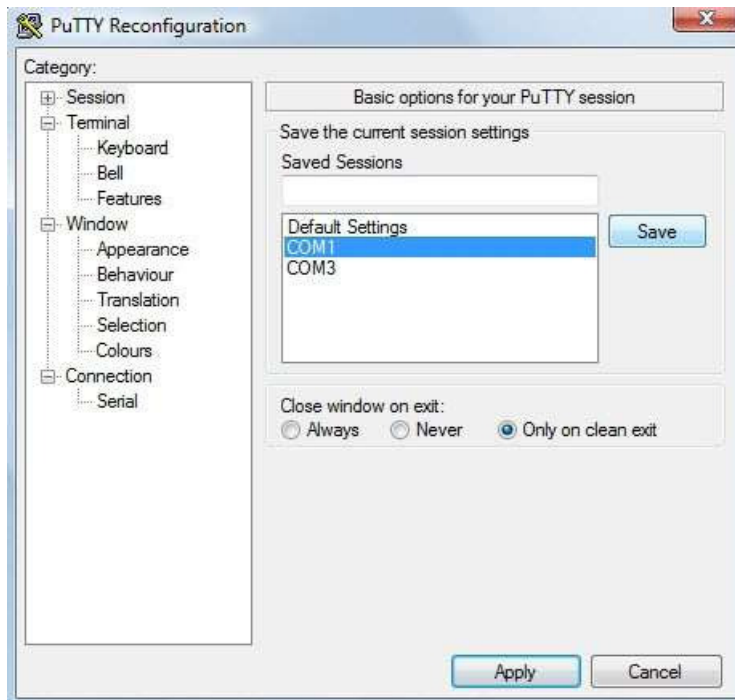 PuTTY Reconfiguration
Category:
Session
Terminal
Keyboard
Bell
Features
Window
Appearance
Behaviour
Translation
Selection
Colours
Connection
Serial
Basic options for your PuTTY session
Save the current session settings
Saved Sessions
Default Settings
COM1
COM3
Save
Close window on exit:
Always Never Only on clean exit
Apply Cancel